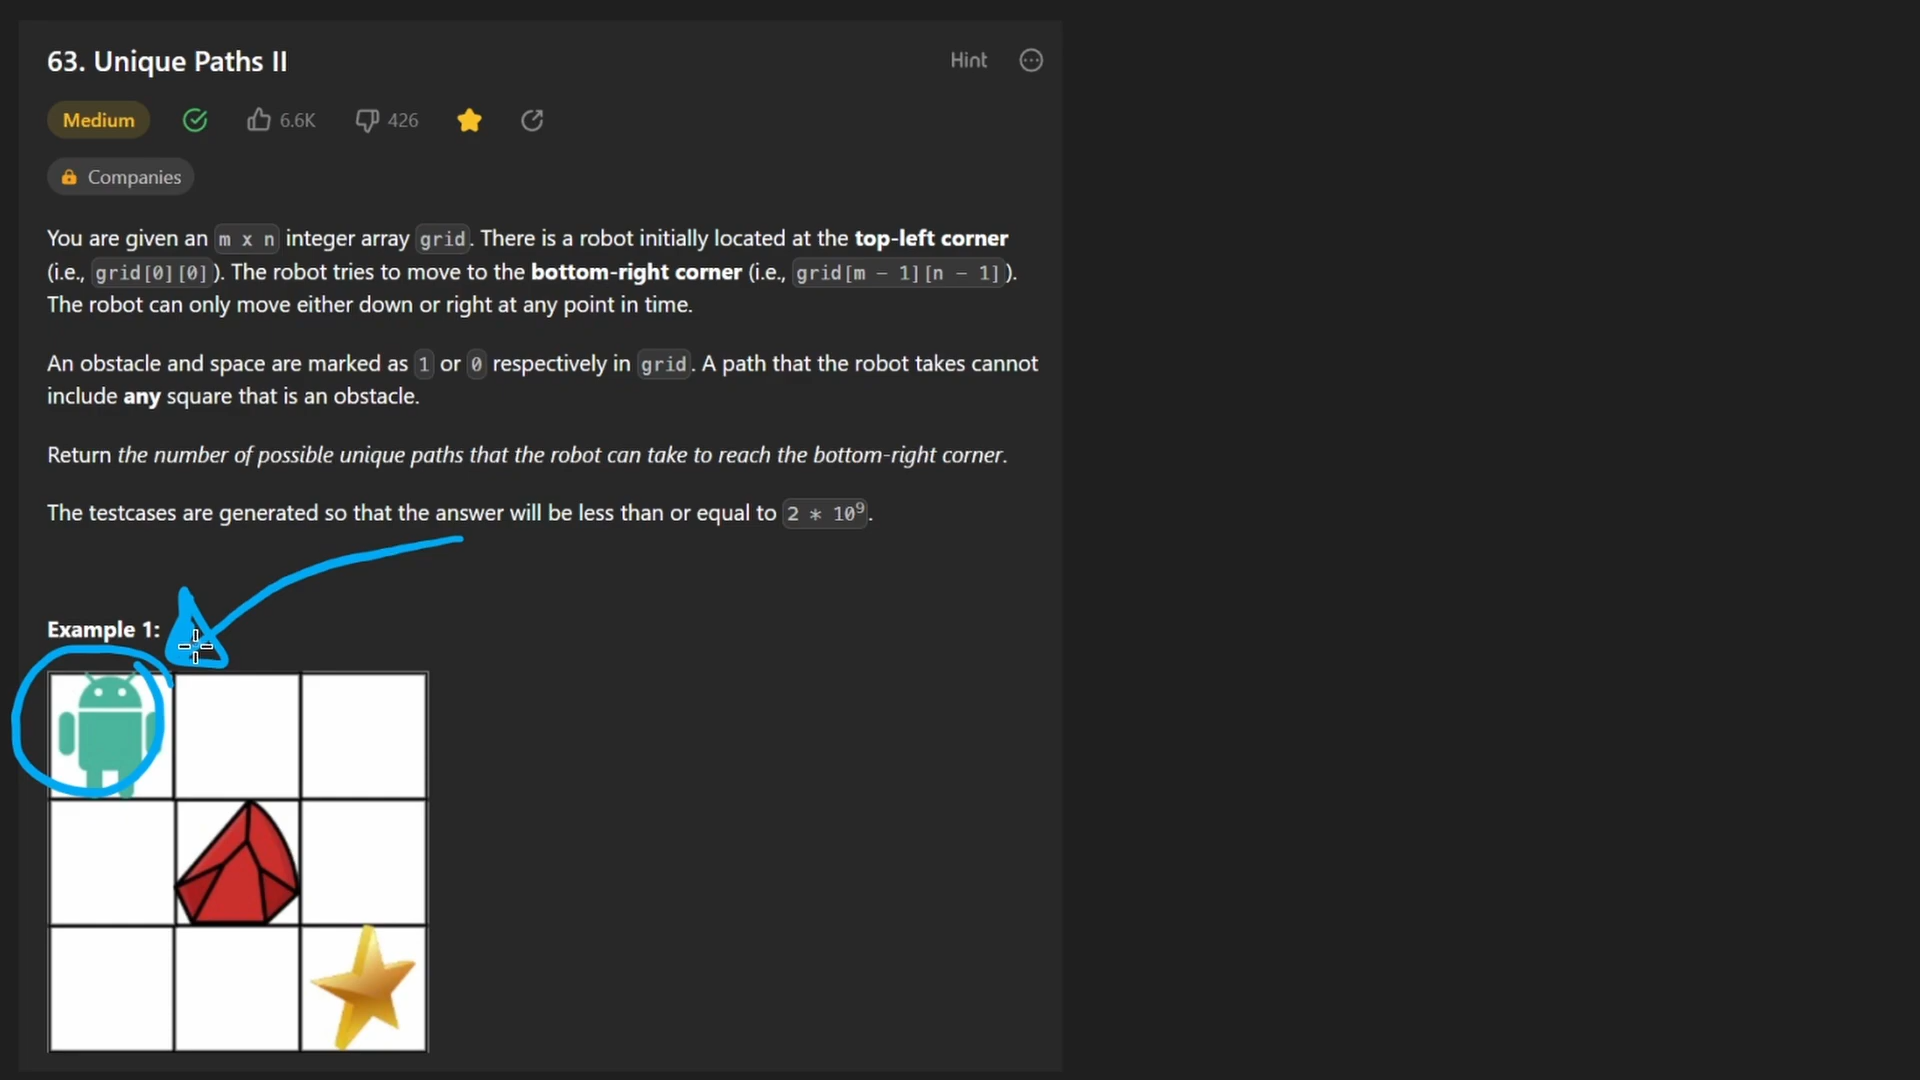 63. Unique Paths II
Hint
Medium
6.6K
426
Companies
You are given an m x n integer array grid. There is a robot initially located at the top-left corner
(i.e., grid[0][0]). The robot tries to move to the bottom-right corner (i.e., grid[m − 1][n − 1]).
The robot can only move either down or right at any point in time.
An obstacle and space are marked as 1 or 0 respectively in grid. A path that the robot takes cannot
include any square that is an obstacle.
Return the number of possible unique paths that the robot can take to reach the bottom-right corner.
The testcases are generated so that the answer will be less than or equal to 2 * 10⁹.
Example 1: